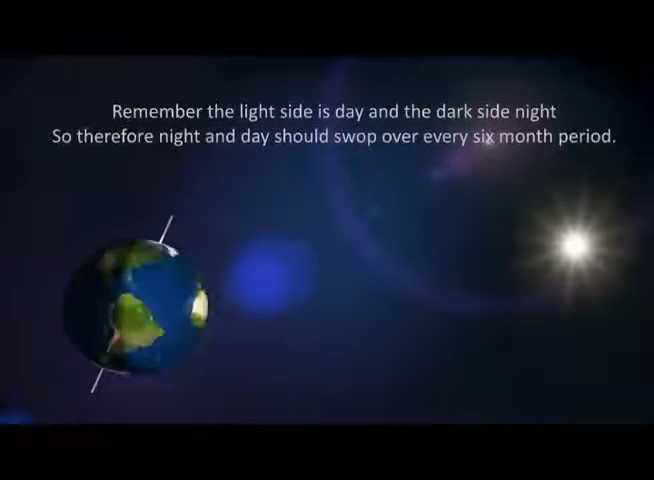 Remember the light side is day and the dark side night
So therefore night and day should swop over every six month period.